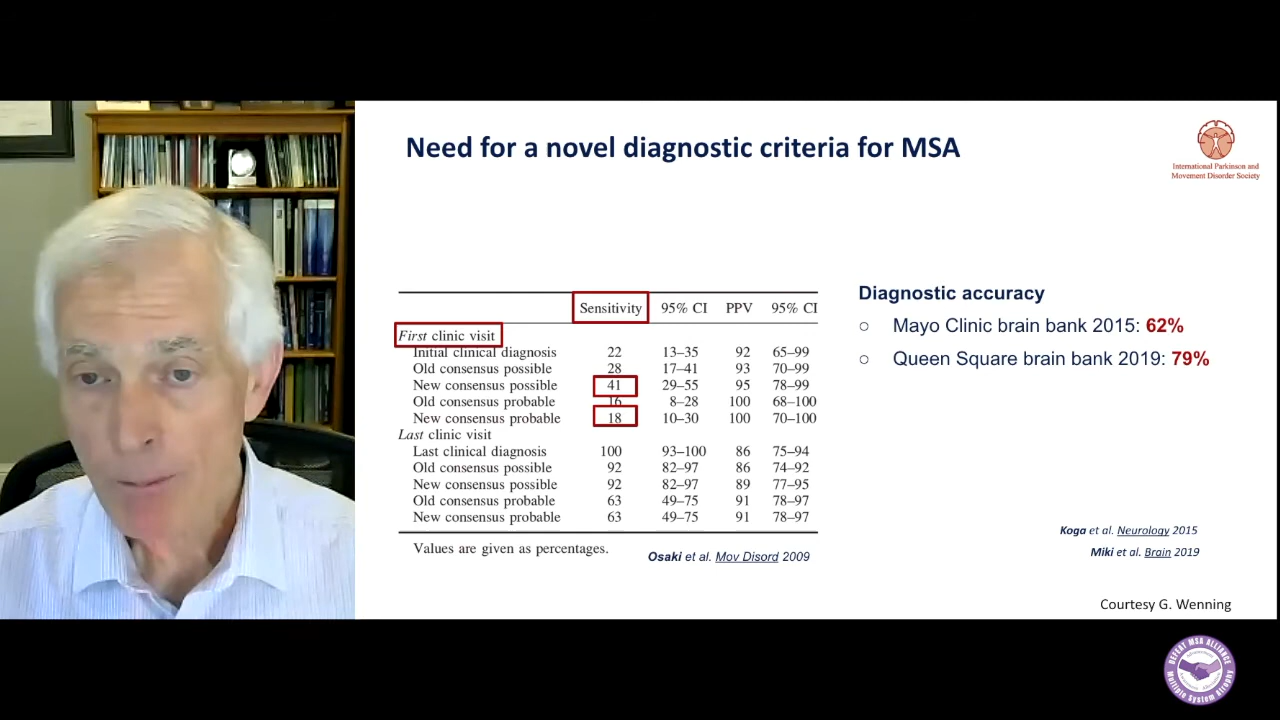 Need for a novel diagnostic criteria for MSA
International Parkinson and
Movement Disorder Society
Sensitivity 95% CI PPV 95% CI
First clinic visit
Initial clinical diagnosis 22 13–35 92 65–99
Old consensus possible 28 17–41 93 70–99
New consensus possible 41 29–55 95 78–99
Old consensus probable 16 8–28 100 68–100
New consensus probable 18 10–30 100 70–100
Last clinic visit
Last clinical diagnosis 100 93–100 86 75–94
Old consensus possible 92 82–97 86 74–92
New consensus possible 92 82–97 89 77–95
Old consensus probable 63 49–75 91 78–97
New consensus probable 63 49–75 91 78–97
Values are given as percentages.
Osaki et al. Mov Disord 2009
Diagnostic accuracy
○ Mayo Clinic brain bank 2015: 62%
○ Queen Square brain bank 2019: 79%
Koga et al. Neurology 2015
Miki et al. Brain 2019
Courtesy G. Wenning
DEFEAT MSA ALLIANCE
Multiple System Atrophy